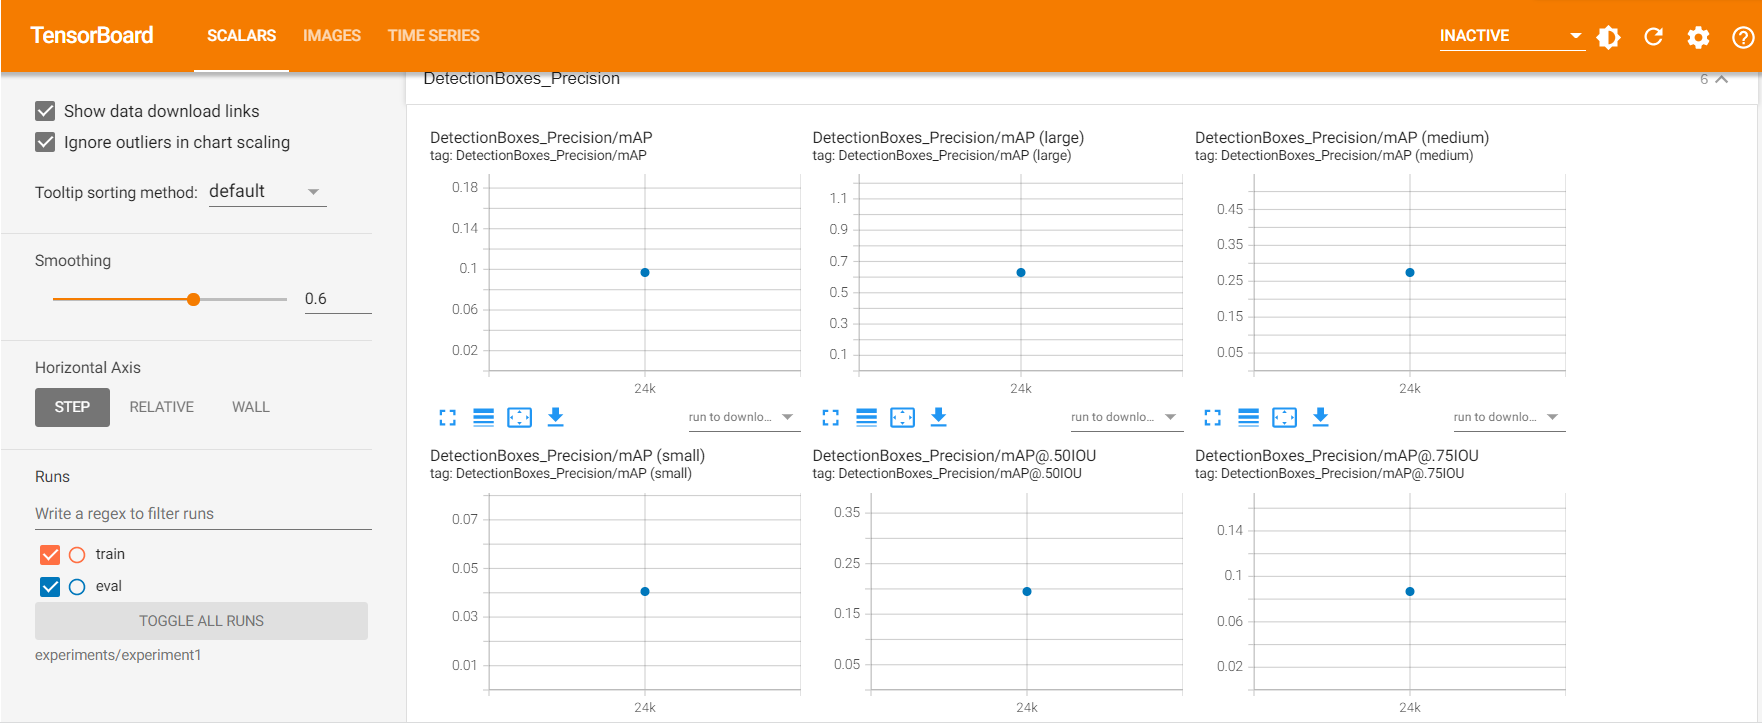 TensorBoard
SCALARS
IMAGES
TIME SERIES
INACTIVE
Show data download links
Ignore outliers in chart scaling
Tooltip sorting method: default
Smoothing
0.6
Horizontal Axis
STEP
RELATIVE
WALL
Runs
Write a regex to filter runs
train
eval
TOGGLE ALL RUNS
experiments/experiment1
DetectionBoxes_Precision
6
DetectionBoxes_Precision/mAP
tag: DetectionBoxes_Precision/mAP
0.18
0.14
0.1
0.06
0.02
24k
run to downlo...
DetectionBoxes_Precision/mAP (large)
tag: DetectionBoxes_Precision/mAP (large)
1.1
0.9
0.7
0.5
0.3
0.1
24k
run to downlo...
DetectionBoxes_Precision/mAP (medium)
tag: DetectionBoxes_Precision/mAP (medium)
0.45
0.35
0.25
0.15
0.05
24k
run to downlo...
DetectionBoxes_Precision/mAP (small)
tag: DetectionBoxes_Precision/mAP (small)
0.07
0.05
0.03
0.01
24k
DetectionBoxes_Precision/mAP@.50IOU
tag: DetectionBoxes_Precision/mAP@.50IOU
0.35
0.25
0.15
0.05
24k
DetectionBoxes_Precision/mAP@.75IOU
tag: DetectionBoxes_Precision/mAP@.75IOU
0.14
0.1
0.06
0.02
24k